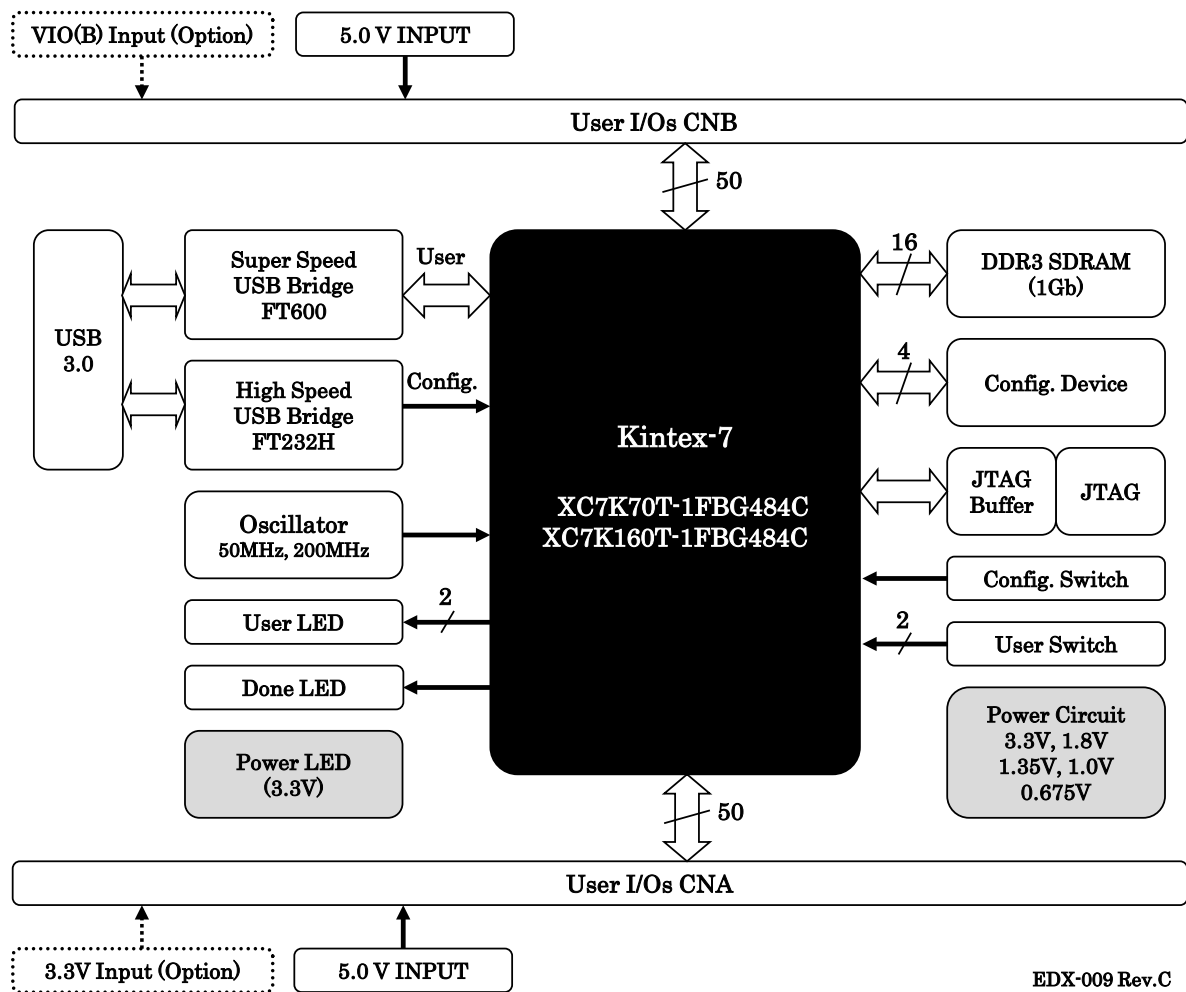 VIO(B) Input (Option)
5.0 V INPUT
User I/Os CNB
50
USB
3.0
Super Speed
USB Bridge
FT600
User
High Speed
USB Bridge
FT232H
Config.
Oscillator
50MHz, 200MHz
User LED
2
Done LED
Power LED
(3.3V)
Kintex-7
XC7K70T-1FBG484C
XC7K160T-1FBG484C
16
DDR3 SDRAM
(1Gb)
4
Config. Device
JTAG
Buffer
JTAG
Config. Switch
2
User Switch
Power Circuit
3.3V, 1.8V
1.35V, 1.0V
0.675V
50
User I/Os CNA
3.3V Input (Option)
5.0 V INPUT
EDX-009 Rev.C